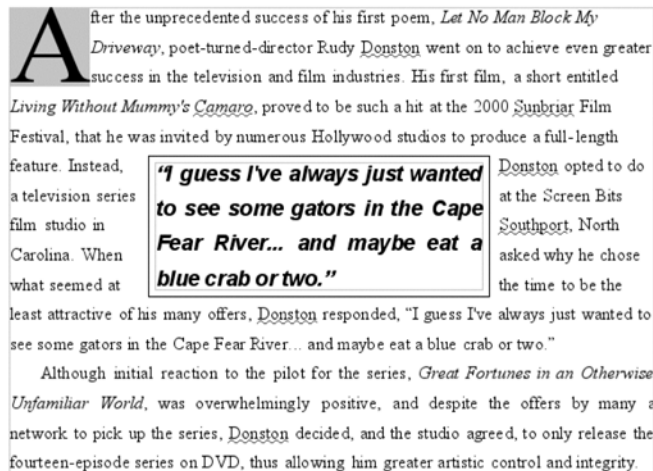 After the unprecedented success of his first poem, Let No Man Block My
Driveway, poet-turned-director Rudy Donston went on to achieve even greater
success in the television and film industries. His first film, a short entitled
Living Without Mummy's Camaro, proved to be such a hit at the 2000 Sunbriar Film
Festival, that he was invited by numerous Hollywood studios to produce a full-length
feature. Instead, Donston opted to do
a television series at the Screen Bits
film studio in Southport, North
Carolina. When asked why he chose
what seemed at the time to be the
“I guess I've always just wanted
to see some gators in the Cape
Fear River... and maybe eat a
blue crab or two.”
least attractive of his many offers, Donston responded, “I guess I've always just wanted to
see some gators in the Cape Fear River... and maybe eat a blue crab or two.”
Although initial reaction to the pilot for the series, Great Fortunes in an Otherwise
Unfamiliar World, was overwhelmingly positive, and despite the offers by many a
network to pick up the series, Donston decided, and the studio agreed, to only release the
fourteen-episode series on DVD, thus allowing him greater artistic control and integrity.